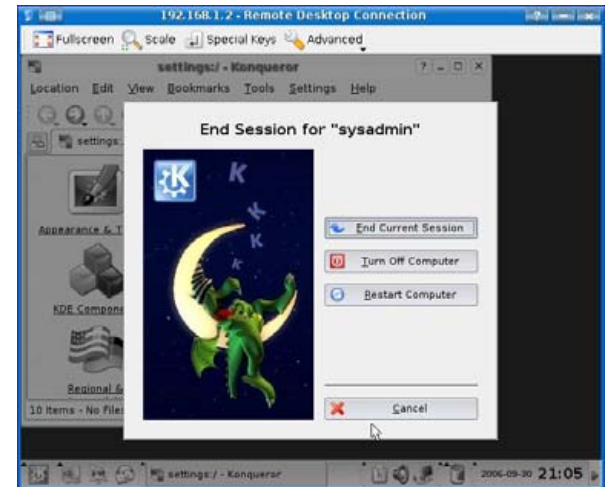 192.168.1.2 - Remote Desktop Connection
Fullscreen Scale Special Keys Advanced
settings:/ - Konqueror
Location Edit View Bookmarks Tools Settings Help
settings:
End Session for "sysadmin"
K
K
K
K
K
Appearance & T
End Current Session
Turn Off Computer
KDE Compone
Restart Computer
Regional &
10 Items - No File
Cancel
settings:/ - Konqueror
2006-09-30 21:05